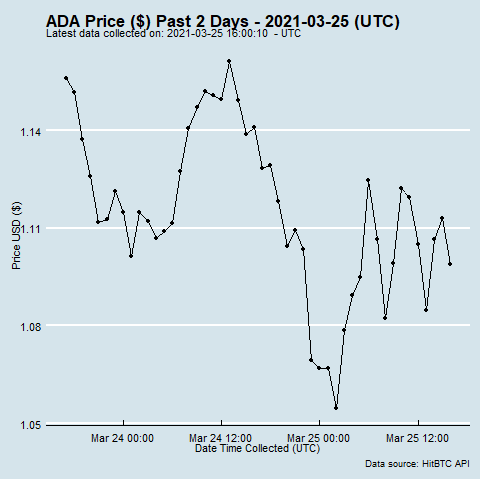 ADA Price ($) Past 2 Days - 2021-03-25 (UTC)
Latest data collected on: 2021-03-25 16:00:10  - UTC
1.14
1.11
1.08
1.05
Price USD ($)
Mar 24 00:00
Mar 24 12:00
Mar 25 00:00
Mar 25 12:00
Date Time Collected (UTC)
Data source: HitBTC API